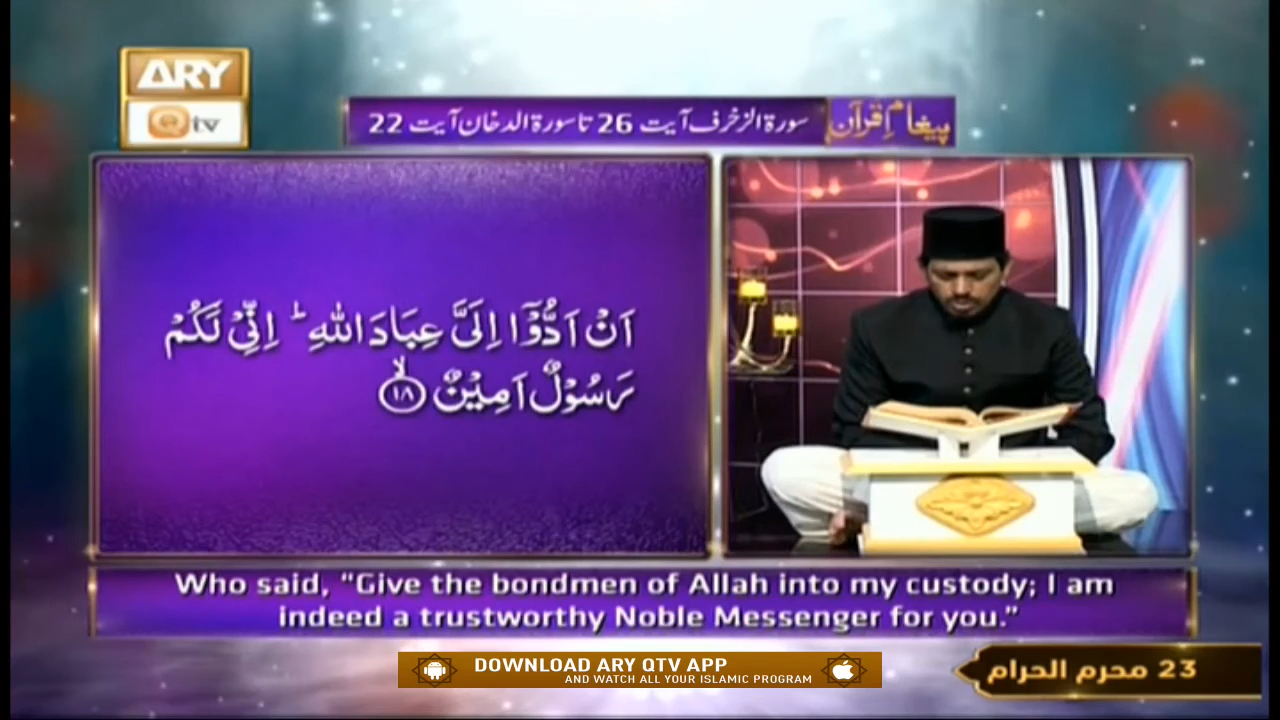 ARY
Qtv
پیغامِ قرآن
سورۃ الزخرف آیت 26 تا سورۃ الدخان آیت 22
اَنْ اَدُّوْۤا اِلَیَّ عِبَادَ اللّٰهِ ؕ اِنِّیْ لَكُمْ
رَسُوْلٌ اَمِیْنٌ ۙ۝۱۸
Who said, "Give the bondmen of Allah into my custody; I am
indeed a trustworthy Noble Messenger for you."
DOWNLOAD ARY QTV APP
AND WATCH ALL YOUR ISLAMIC PROGRAM
23 محرم الحرام